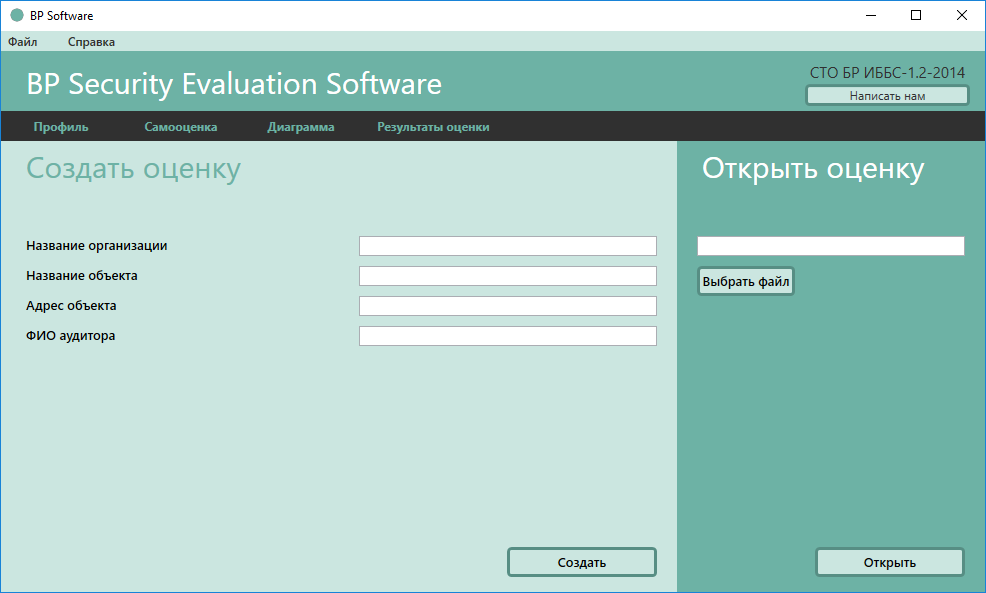 BP Software
Файл Справка
BP Security Evaluation Software
СТО БР ИББС-1.2-2014
Написать нам
Профиль Самооценка Диаграмма Результаты оценки
Создать оценку
Открыть оценку
Название организации
Название объекта
Выбрать файл
Адрес объекта
ФИО аудитора
Создать
Открыть